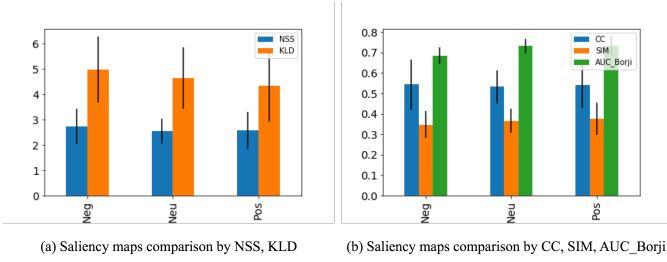 NSS
KLD
6
5
4
3
2
1
0
Neg
Neu
Pos
CC
SIM
AUC_Borji
0.8
0.7
0.6
0.5
0.4
0.3
0.2
0.1
0.0
Neg
Neu
Pos
(a) Saliency maps comparison by NSS, KLD
(b) Saliency maps comparison by CC, SIM, AUC_Borji